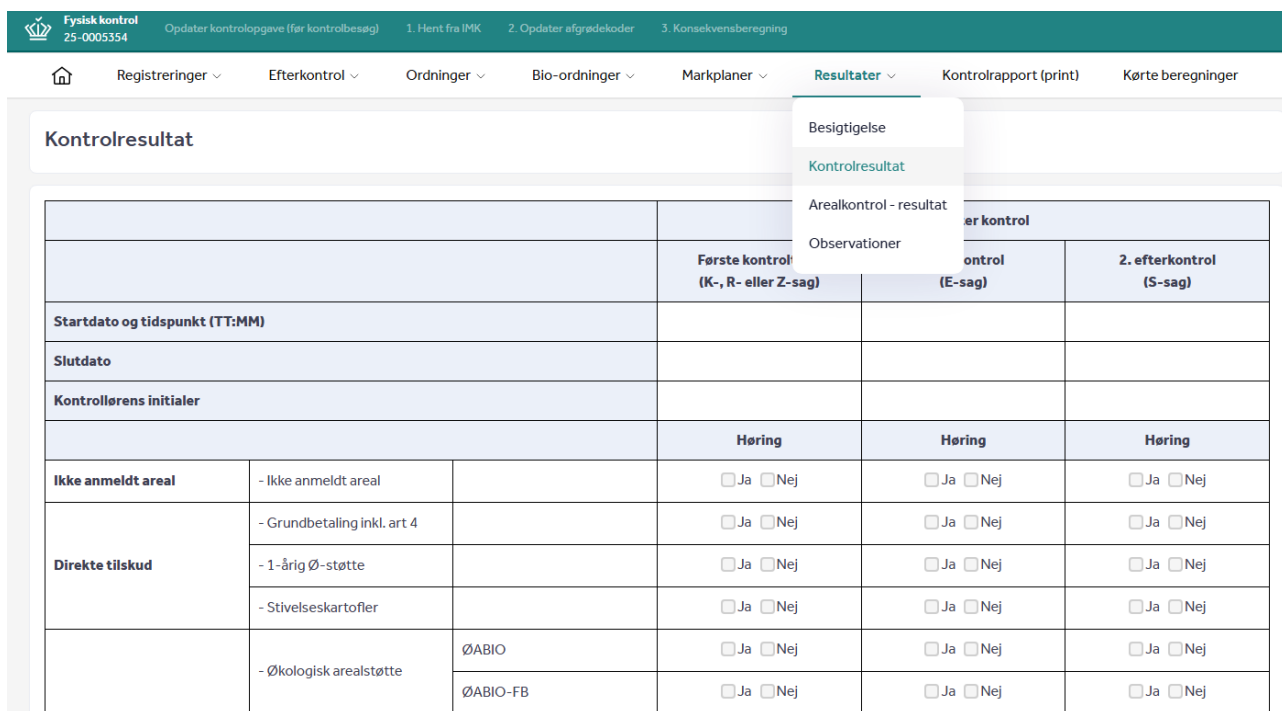 Fysisk kontrol
25-0005354
Opdater kontrolopgave (før kontrolbesøg) 1. Hent fra IMK 2. Opdater afgrødekoder 3. Konsekvensberegning
Registreringer Efterkontrol Ordninger Bio-ordninger Markplaner Resultater Kontrolrapport (print) Kørte beregninger
Besigtigelse
Kontrolresultat
Arealkontrol - resultat
Observationer
Kontrolresultat
kontrol
Første
(K-, R- eller Z-sag) (E-sag)
2. efterkontrol
(S-sag)
Startdato og tidspunkt (TT:MM)
Slutdato
Kontrollørens initialer
Høring Høring Høring
Ikke anmeldt areal - Ikke anmeldt areal Ja Nej Ja Nej Ja Nej
Direkte tilskud
- Grundbetaling inkl. art 4 Ja Nej Ja Nej Ja Nej
- 1-årig Ø-støtte Ja Nej Ja Nej Ja Nej
- Stivelseskartofler Ja Nej Ja Nej Ja Nej
- Økologisk arealstøtte
ØABIO Ja Nej Ja Nej Ja Nej
ØABIO-FB Ja Nej Ja Nej Ja Nej